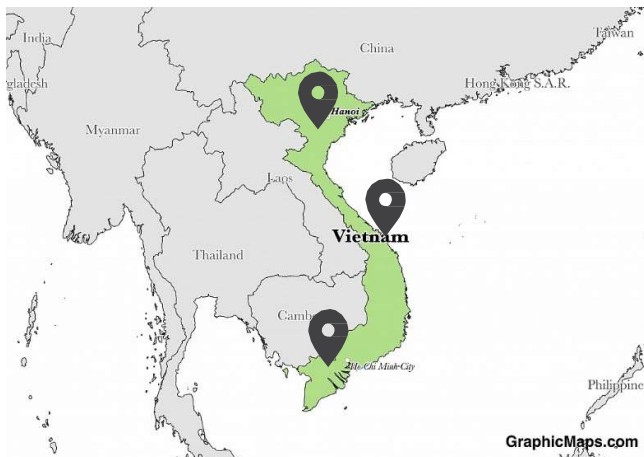 Taiwan
India
China
gladesh
Hong Kong S.A.R.
Hanoi
Myanmar
Laos
Vietnam
Thailand
Camb
Ho Chi Minh City
Philippine
GraphicMaps.com